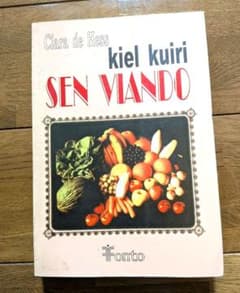 Clara de Hess
kiel kuiri
SEN VIANDO
Fonto